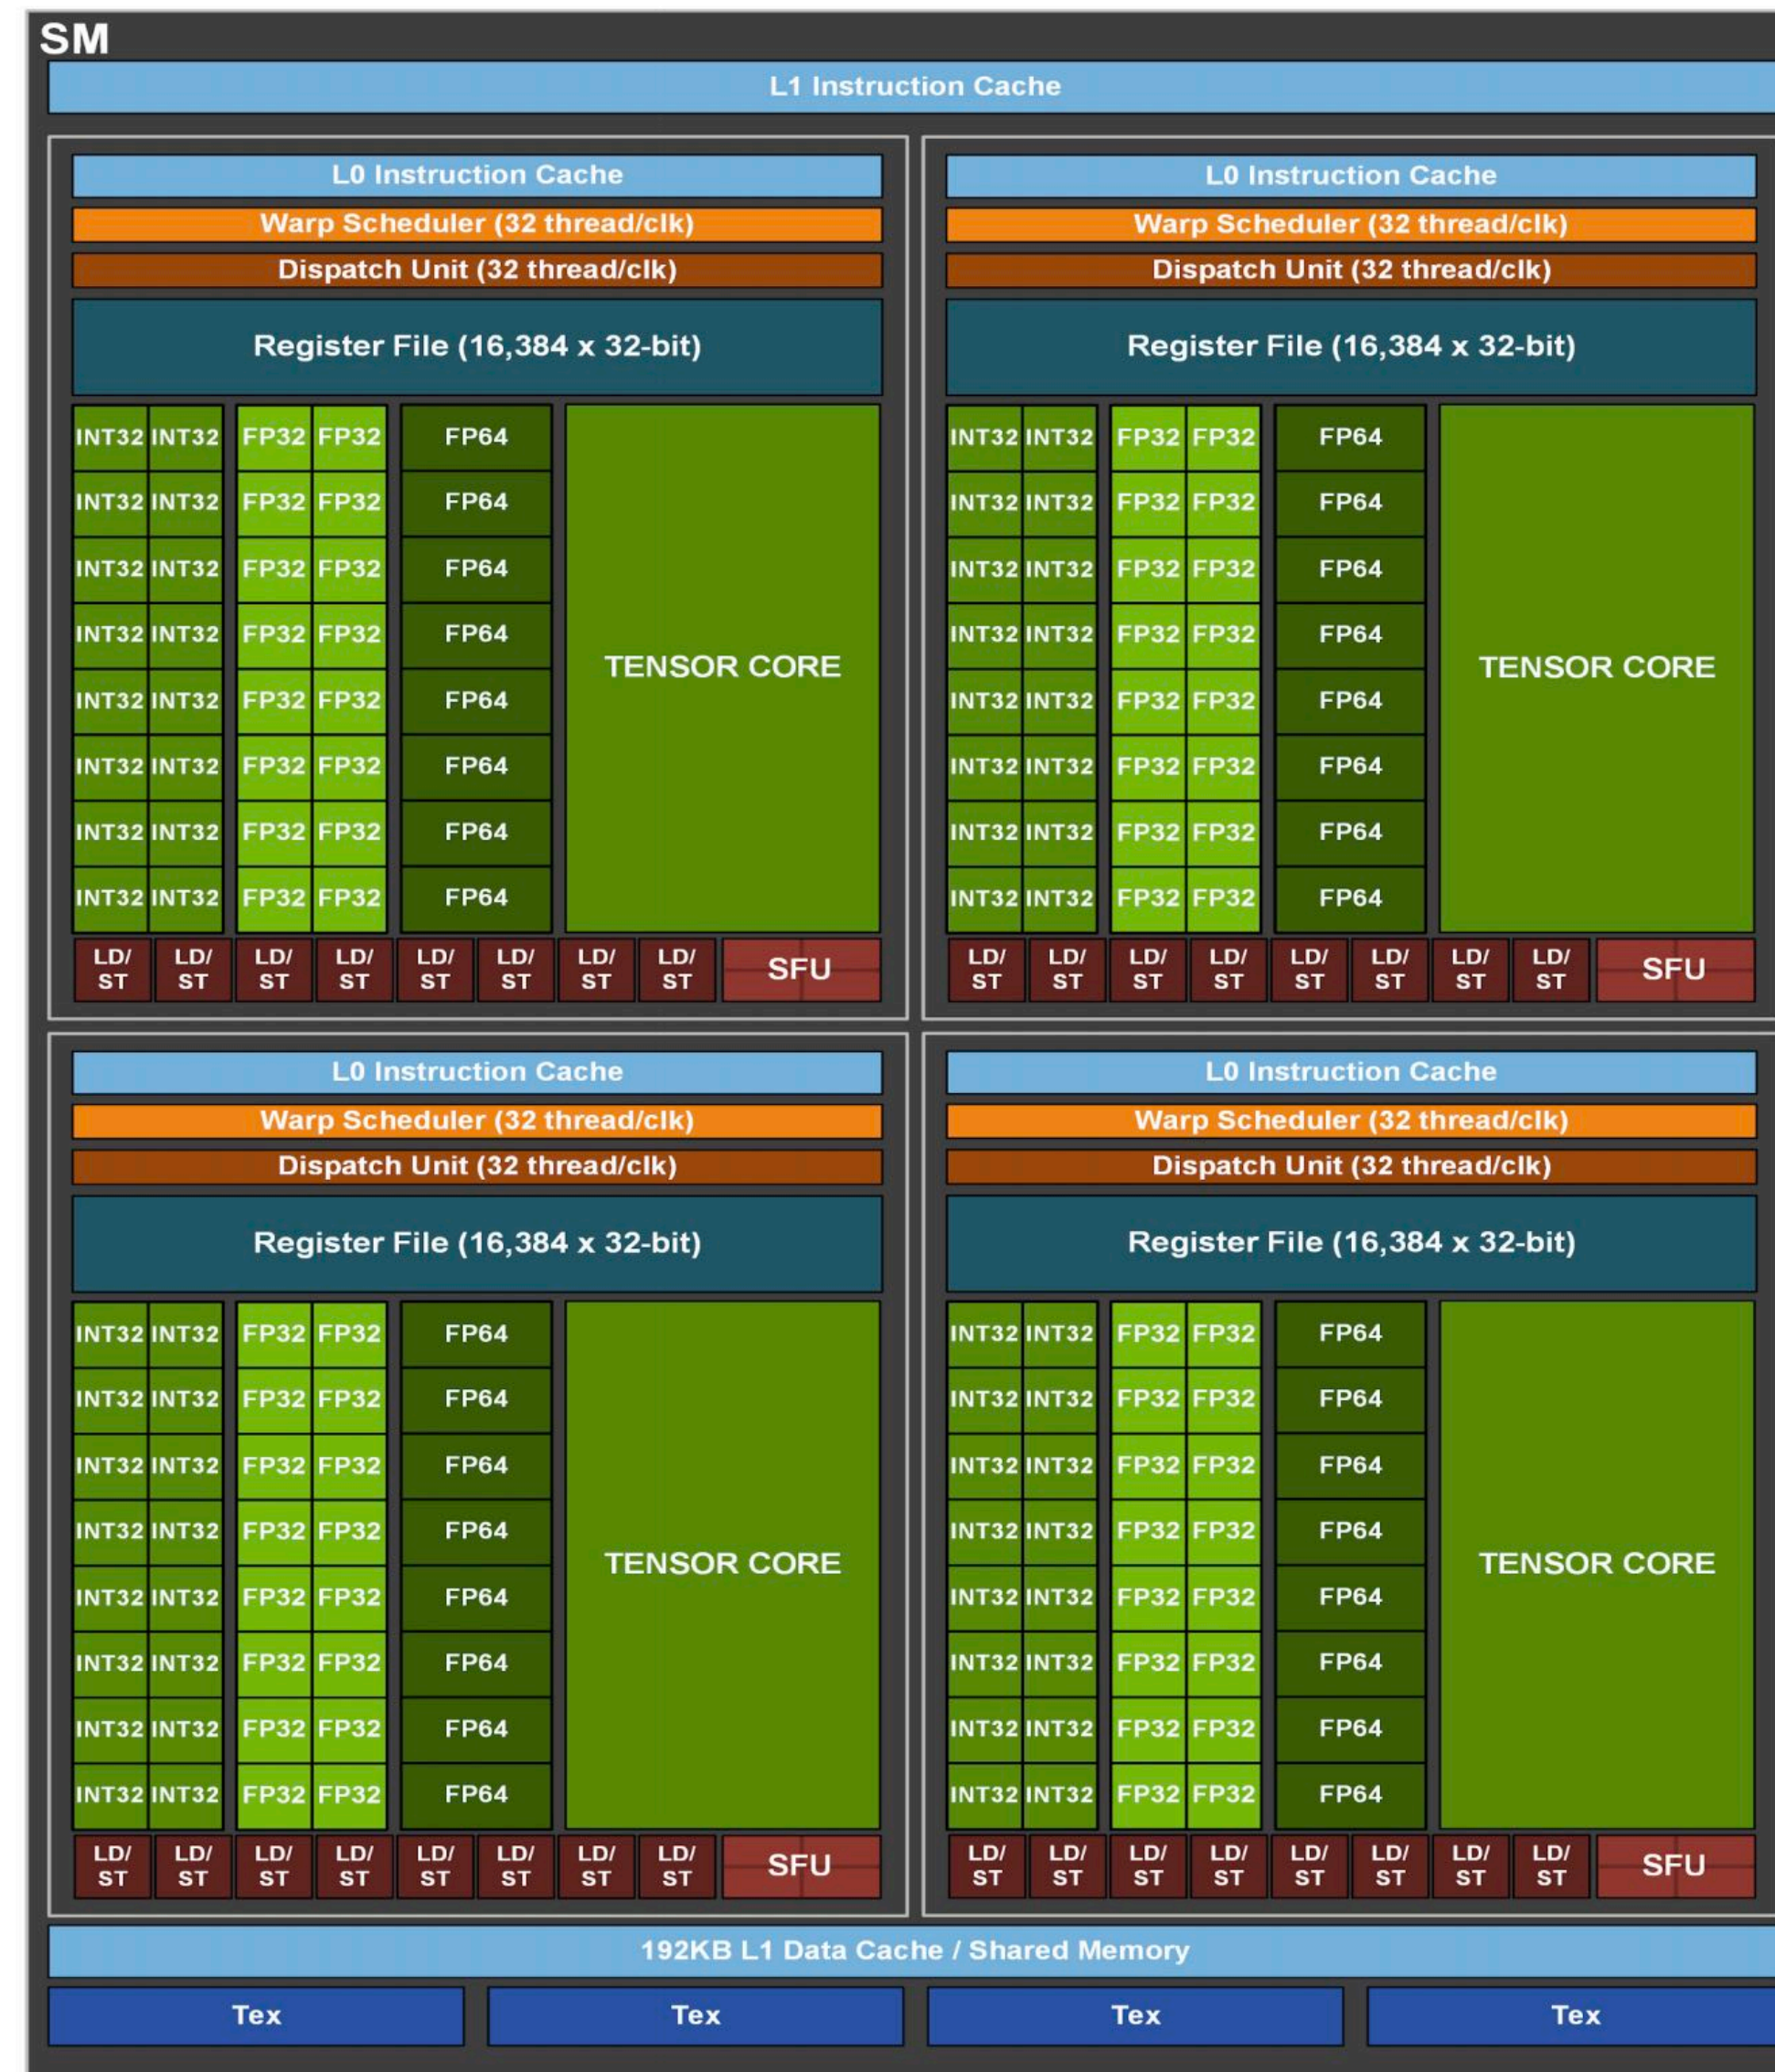 SM
L1 Instruction Cache
L0 Instruction Cache
Warp Scheduler (32 thread/clk)
Dispatch Unit (32 thread/clk)
Register File (16,384 x 32-bit)
INT32 INT32 FP32 FP32 FP64
INT32 INT32 FP32 FP32 FP64
INT32 INT32 FP32 FP32 FP64
INT32 INT32 FP32 FP32 FP64
TENSOR CORE
INT32 INT32 FP32 FP32 FP64
INT32 INT32 FP32 FP32 FP64
INT32 INT32 FP32 FP32 FP64
INT32 INT32 FP32 FP32 FP64
LD/ LD/ LD/ LD/ LD/ LD/ LD/ LD/ SFU
ST ST ST ST ST ST ST ST
L0 Instruction Cache
Warp Scheduler (32 thread/clk)
Dispatch Unit (32 thread/clk)
Register File (16,384 x 32-bit)
INT32 INT32 FP32 FP32 FP64
INT32 INT32 FP32 FP32 FP64
INT32 INT32 FP32 FP32 FP64
INT32 INT32 FP32 FP32 FP64
TENSOR CORE
INT32 INT32 FP32 FP32 FP64
INT32 INT32 FP32 FP32 FP64
INT32 INT32 FP32 FP32 FP64
INT32 INT32 FP32 FP32 FP64
LD/ LD/ LD/ LD/ LD/ LD/ LD/ LD/ SFU
ST ST ST ST ST ST ST ST
L0 Instruction Cache
Warp Scheduler (32 thread/clk)
Dispatch Unit (32 thread/clk)
Register File (16,384 x 32-bit)
INT32 INT32 FP32 FP32 FP64
INT32 INT32 FP32 FP32 FP64
INT32 INT32 FP32 FP32 FP64
INT32 INT32 FP32 FP32 FP64
TENSOR CORE
INT32 INT32 FP32 FP32 FP64
INT32 INT32 FP32 FP32 FP64
INT32 INT32 FP32 FP32 FP64
INT32 INT32 FP32 FP32 FP64
LD/ LD/ LD/ LD/ LD/ LD/ LD/ LD/ SFU
ST ST ST ST ST ST ST ST
L0 Instruction Cache
Warp Scheduler (32 thread/clk)
Dispatch Unit (32 thread/clk)
Register File (16,384 x 32-bit)
INT32 INT32 FP32 FP32 FP64
INT32 INT32 FP32 FP32 FP64
INT32 INT32 FP32 FP32 FP64
INT32 INT32 FP32 FP32 FP64
TENSOR CORE
INT32 INT32 FP32 FP32 FP64
INT32 INT32 FP32 FP32 FP64
INT32 INT32 FP32 FP32 FP64
INT32 INT32 FP32 FP32 FP64
LD/ LD/ LD/ LD/ LD/ LD/ LD/ LD/ SFU
ST ST ST ST ST ST ST ST
192KB L1 Data Cache / Shared Memory
Tex Tex Tex Tex